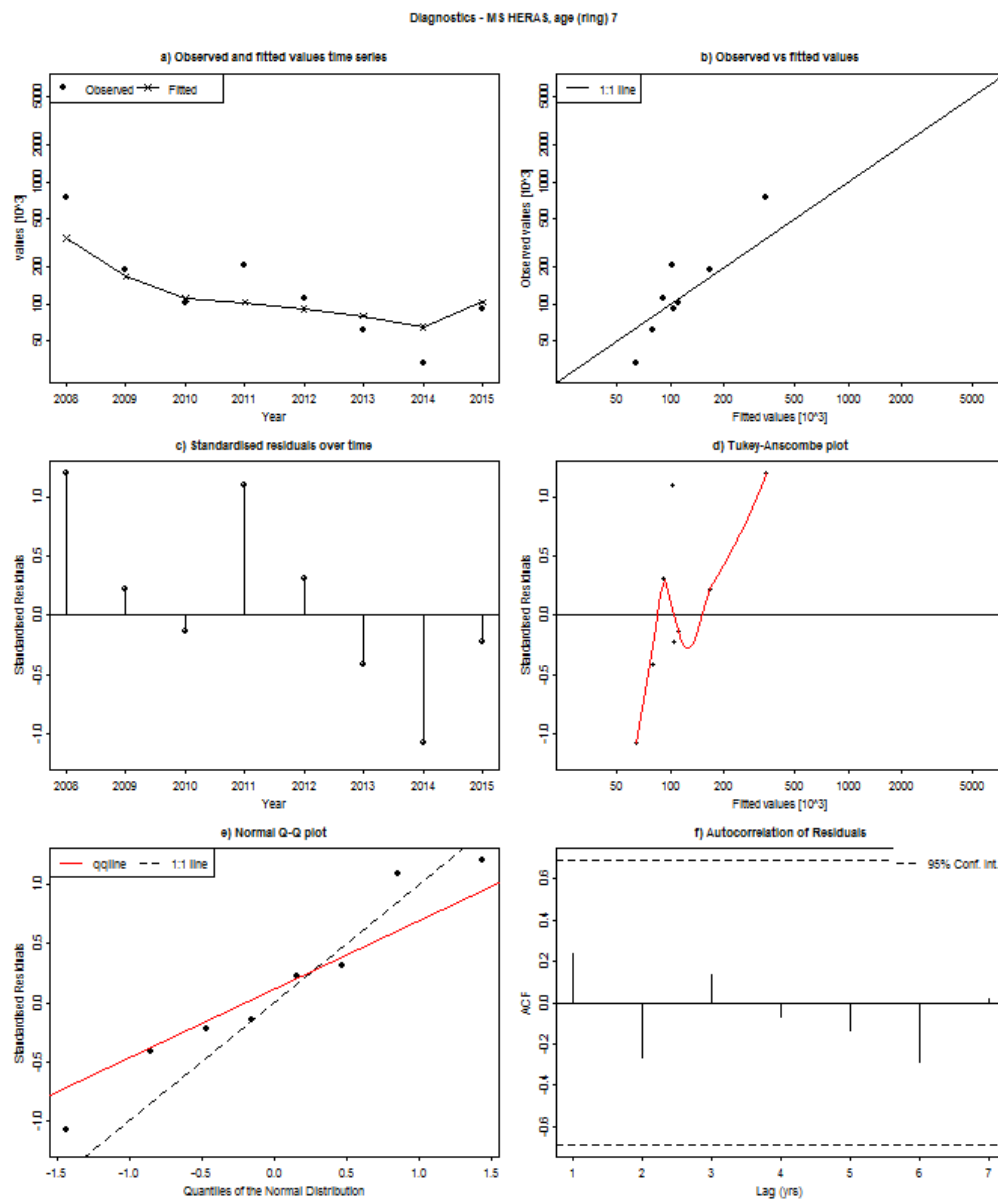 Diagnostics - MS HERAS, age (ring) 7
a) Observed and fitted values time series
Observed Fitted
values [10^3]
5000
2000
1000
500
200
100
50
2008 2009 2010 2011 2012 2013 2014 2015
Year
b) Observed vs fitted values
1:1 line
Observed values [10^3]
5000
2000
1000
500
200
100
50
50 100 500 1000 2000 5000
Fitted values [10^3]
c) Standardised residuals over time
Standardised Residuals
1.0
0.5
0.0
-0.5
-1.0
2008 2009 2010 2011 2012 2013 2014 2015
Year
d) Tukey-Anscombe plot
Standardised Residuals
1.0
0.5
0.0
-0.5
-1.0
50 100 500 1000 2000 5000
Fitted values [10^3]
e) Normal Q-Q plot
qqline 1:1 line
Standardised Residuals
1.0
0.5
0.0
-0.5
-1.0
-1.5 -1.0 -0.5 0.0 0.5 1.0 1.5
Quantiles of the Normal Distribution
f) Autocorrelation of Residuals
95% Conf. Int.
ACF
0.6
0.4
0.2
0.0
-0.2
-0.4
-0.6
1 2 3 4 5 6 7
Lag (yrs)